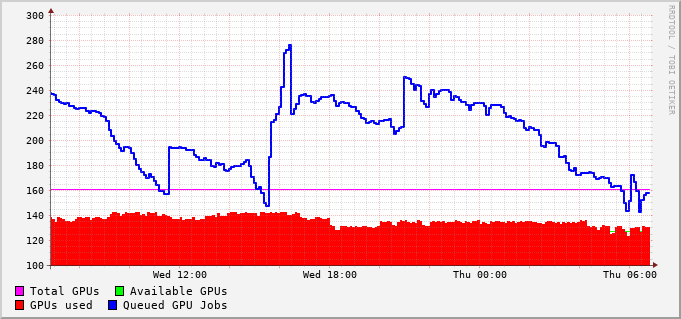 300
280
260
240
220
200
180
160
140
120
100
Wed 12:00 Wed 18:00 Thu 00:00 Thu 06:00
Total GPUs Available GPUs
GPUs used Queued GPU Jobs
RRDTOOL / TOBI OETIKER